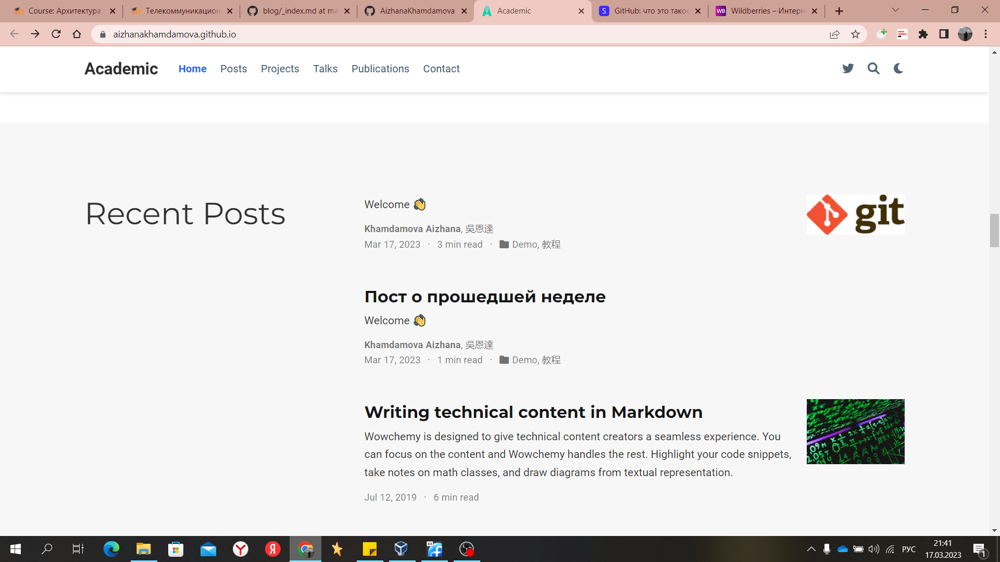 Course: Архитектура
Телекоммуникацион
blog/_index.md at ma
AizhanaKhamdamova
Academic
GitHub: что это такое
Wildberries – Интерн
aizhanakhamdamova.github.io
Academic
Home
Posts
Projects
Talks
Publications
Contact
Recent Posts
Welcome 👋
git
Khamdamova Aizhana, 吳恩達
Mar 17, 2023 · 3 min read · Demo, 教程
Пост о прошедшей неделе
Welcome 👋
Khamdamova Aizhana, 吳恩達
Mar 17, 2023 · 1 min read · Demo, 教程
Writing technical content in Markdown
Wowchemy is designed to give technical content creators a seamless experience. You
can focus on the content and Wowchemy handles the rest. Highlight your code snippets,
take notes on math classes, and draw diagrams from textual representation.
Jul 12, 2019 · 6 min read
РУС
21:41
17.03.2023
1